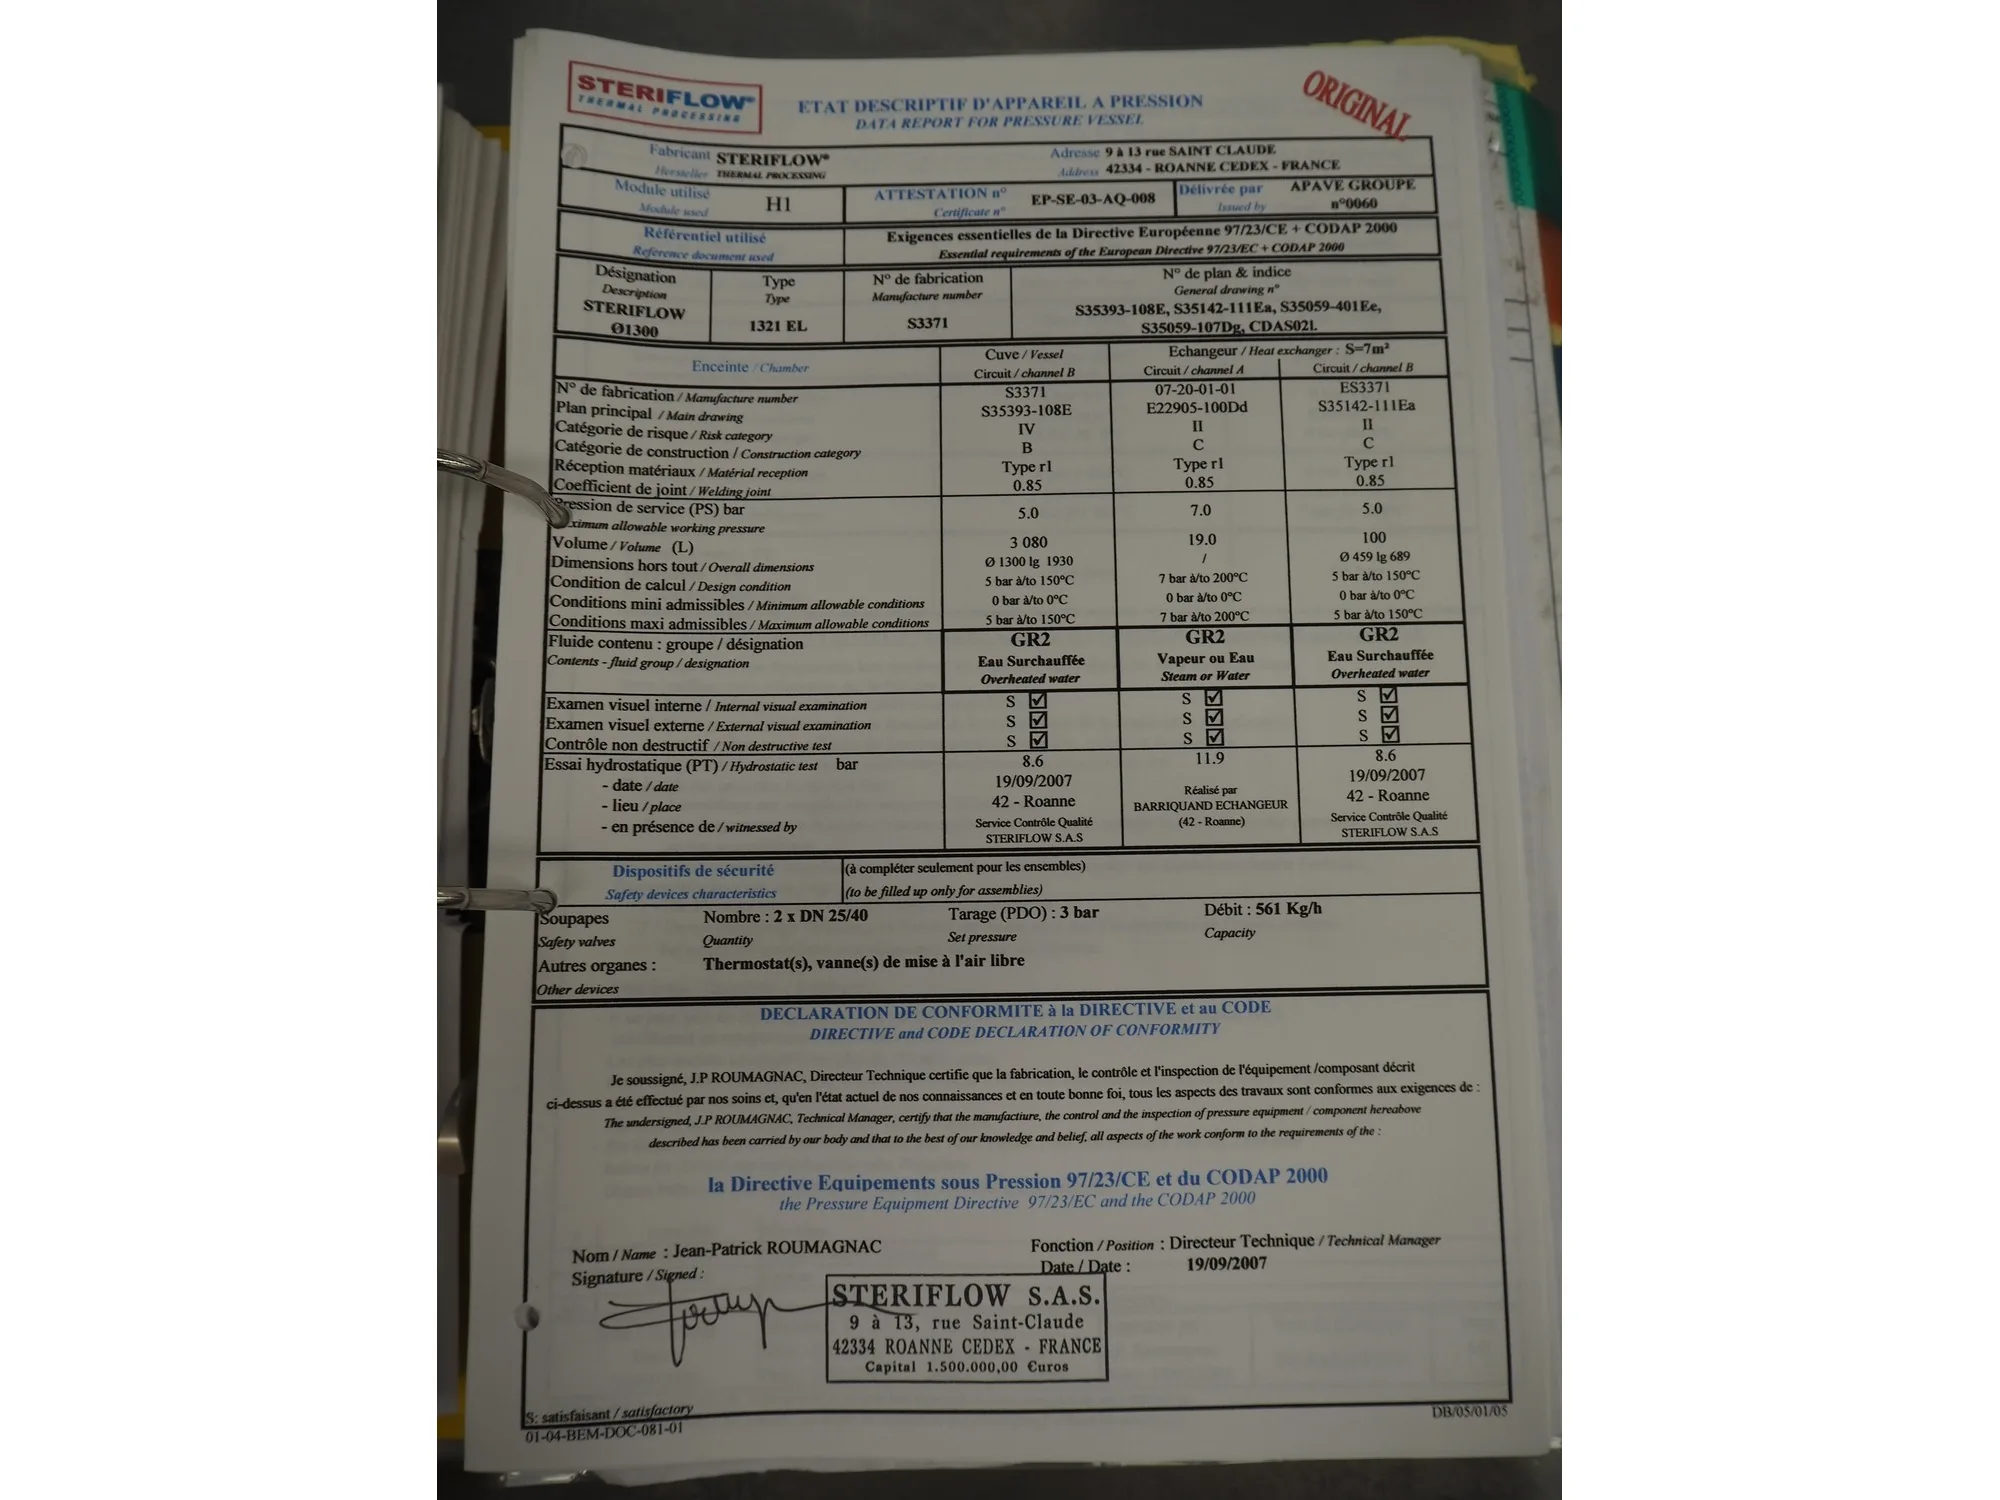 STERIFLOW
THERMAL PROCESSING
ORIGINAL
ETAT DESCRIPTIF D'APPAREIL A PRESSION
DATA REPORT FOR PRESSURE VESSEL
Fabricant STERIFLOW® Adresse 9 à 13 rue SAINT CLAUDE
Hersteller THERMAL PROCESSING Address 42334 - ROANNE CEDEX - FRANCE
Module utilisé H1 ATTESTATION n° EP-SE-03-AQ-008 Délivrée par APAVE GROUPE
Module used Certificate n° Issued by n°0060
Référentiel utilisé Exigences essentielles de la Directive Européenne 97/23/CE + CODAP 2000
Reference document used Essential requirements of the European Directive 97/23/EC + CODAP 2000
Désignation Type N° de fabrication N° de plan & indice
Description Type Manufacture number General drawing n°
STERIFLOW 1321 EL S3371 S35393-108E, S35142-111Ea, S35059-401Ee,
Ø1300 S35059-107Dg, CDAS02L
Enceinte / Chamber Cuve / Vessel Echangeur / Heat exchanger : S=7m²
Circuit / channel B Circuit / channel A Circuit / channel B
N° de fabrication / Manufacture number S3371 07-20-01-01 ES3371
Plan principal / Main drawing S35393-108E E22905-100Dd S35142-111Ea
Catégorie de risque / Risk category IV II II
Catégorie de construction / Construction category B C C
Réception matériaux / Matérial reception Type r1 Type r1 Type r1
Coefficient de joint / Welding joint 0.85 0.85 0.85
Pression de service (PS) bar 5.0 7.0 5.0
Maximum allowable working pressure
Volume / Volume (L) 3 080 19.0 100
Dimensions hors tout / Overall dimensions Ø 1300 lg 1930 / Ø 459 lg 689
Condition de calcul / Design condition 5 bar à/to 150°C 7 bar à/to 200°C 5 bar à/to 150°C
Conditions mini admissibles / Minimum allowable conditions 0 bar à/to 0°C 0 bar à/to 0°C 0 bar à/to 0°C
Conditions maxi admissibles / Maximum allowable conditions 5 bar à/to 150°C 7 bar à/to 200°C 5 bar à/to 150°C
Fluide contenu : groupe / désignation GR2 GR2 GR2
Contents - fluid group / designation Eau Surchauffée Vapeur ou Eau Eau Surchauffée
Overheated water Steam or Water Overheated water
Examen visuel interne / Internal visual examination S ☑ S ☑ S ☑
Examen visuel externe / External visual examination S ☑ S ☑ S ☑
Contrôle non destructif / Non destructive test S ☑ S ☑ S ☑
Essai hydrostatique (PT) / Hydrostatic test bar 8.6 11.9 8.6
- date / date 19/09/2007 Réalisé par 19/09/2007
- lieu / place 42 - Roanne BARRIQUAND ECHANGEUR 42 - Roanne
- en présence de / witnessed by Service Contrôle Qualité (42 - Roanne) Service Contrôle Qualité
STERIFLOW S.A.S STERIFLOW S.A.S
Dispositifs de sécurité (à compléter seulement pour les ensembles)
Safety devices characteristics (to be filled up only for assemblies)
Soupapes Nombre : 2 x DN 25/40 Tarage (PDO) : 3 bar Débit : 561 Kg/h
Safety valves Quantity Set pressure Capacity
Autres organes : Thermostat(s), vanne(s) de mise à l'air libre
Other devices
DECLARATION DE CONFORMITE à la DIRECTIVE et au CODE
DIRECTIVE and CODE DECLARATION OF CONFORMITY
Je soussigné, J.P ROUMAGNAC, Directeur Technique certifie que la fabrication, le contrôle et l'inspection de l'équipement /composant décrit
ci-dessus a été effectué par nos soins et, qu'en l'état actuel de nos connaissances et en toute bonne foi, tous les aspects des travaux sont conformes aux exigences de :
The undersigned, J.P ROUMAGNAC, Technical Manager, certify that the manufactiure, the control and the inspection of pressure equipment / component hereabove
described has been carried by our body and that to the best of our knowledge and belief, all aspects of the work conform to the requirements of the :
la Directive Equipements sous Pression 97/23/CE et du CODAP 2000
the Pressure Equipment Directive 97/23/EC and the CODAP 2000
Nom / Name : Jean-Patrick ROUMAGNAC Fonction / Position : Directeur Technique / Technical Manager
Signature / Signed : Date / Date : 19/09/2007
STERIFLOW S.A.S.
9 à 13, rue Saint-Claude
42334 ROANNE CEDEX - FRANCE
Capital 1.500.000,00 Euros
S: satisfaisant / satisfactory
01-04-BEM-DOC-081-01 DB/05/01/05